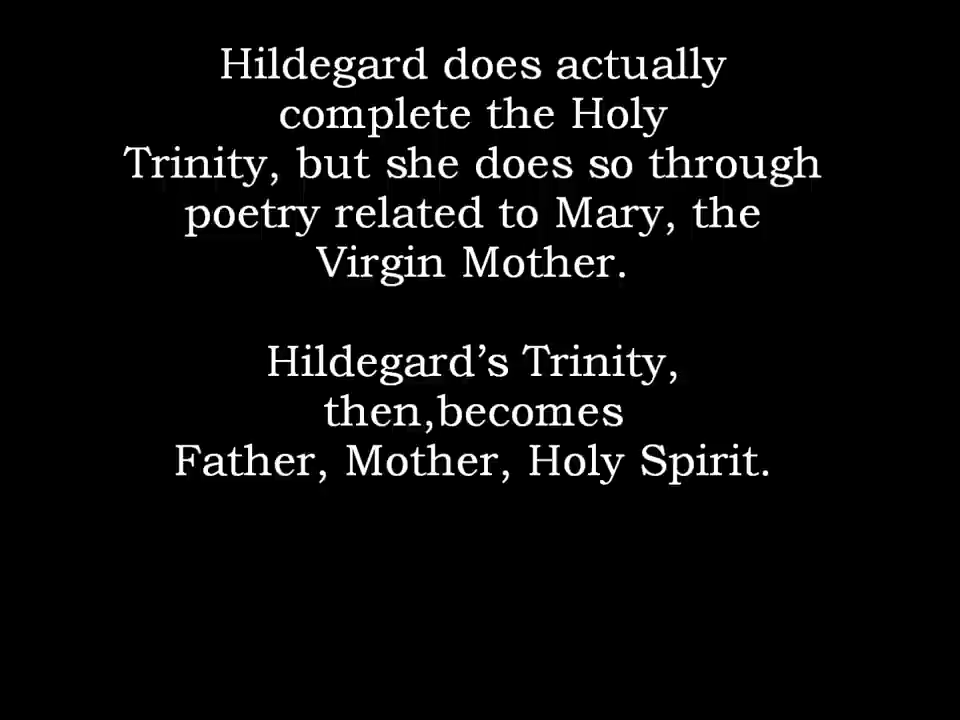 Hildegard does actually
complete the Holy
Trinity, but she does so through
poetry related to Mary, the
Virgin Mother.
Hildegard’s Trinity,
then,becomes
Father, Mother, Holy Spirit.